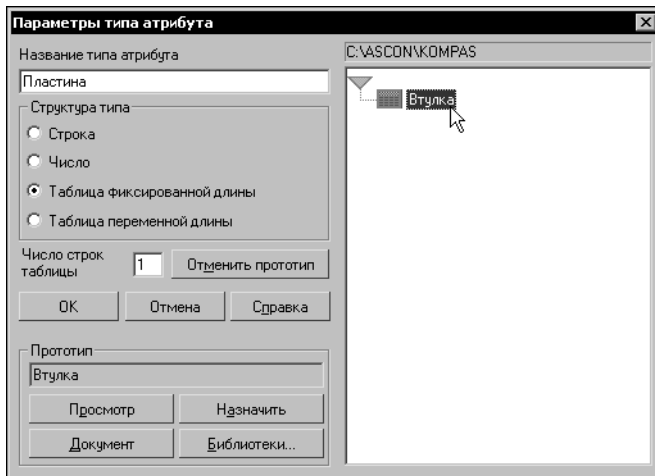 Параметры типа атрибута
Название типа атрибута
Пластина
Структура типа
Строка
Число
Таблица фиксированной длины
Таблица переменной длины
Число строк
таблицы
1
Отменить прототип
ОК
Отмена
Справка
Прототип
Втулка
Просмотр
Назначить
Документ
Библиотеки...
C:\ASCON\KOMPAS
Втулка